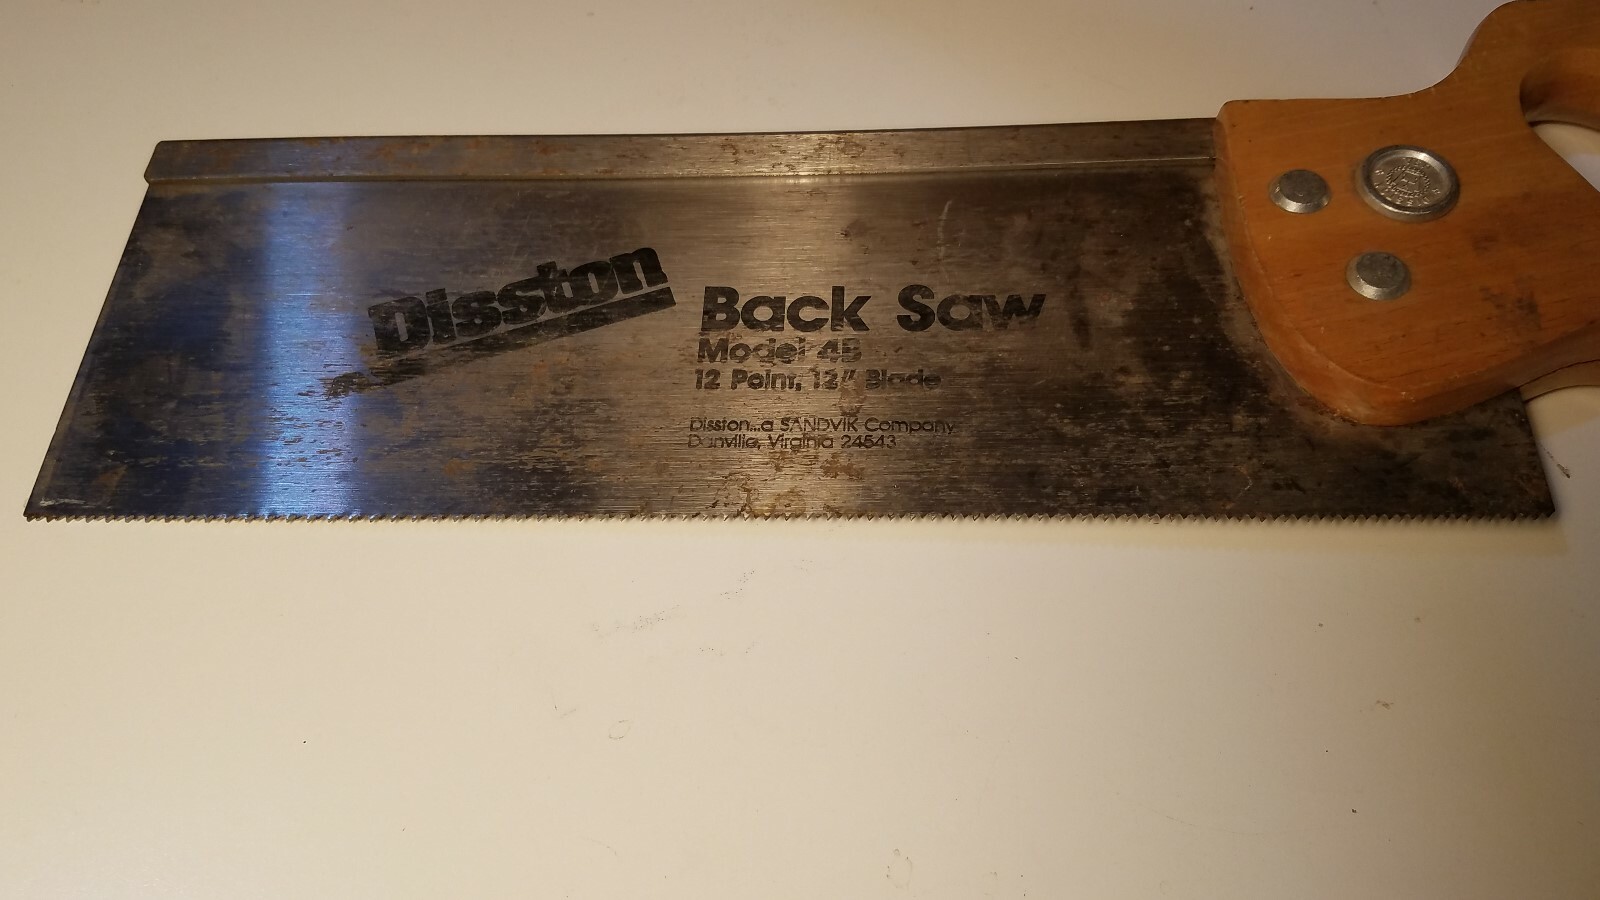 Disston
Back Saw
Model 4B
12 Point, 12" Blade
Disston...a SANDVIK Company
Danville, Virginia 24543